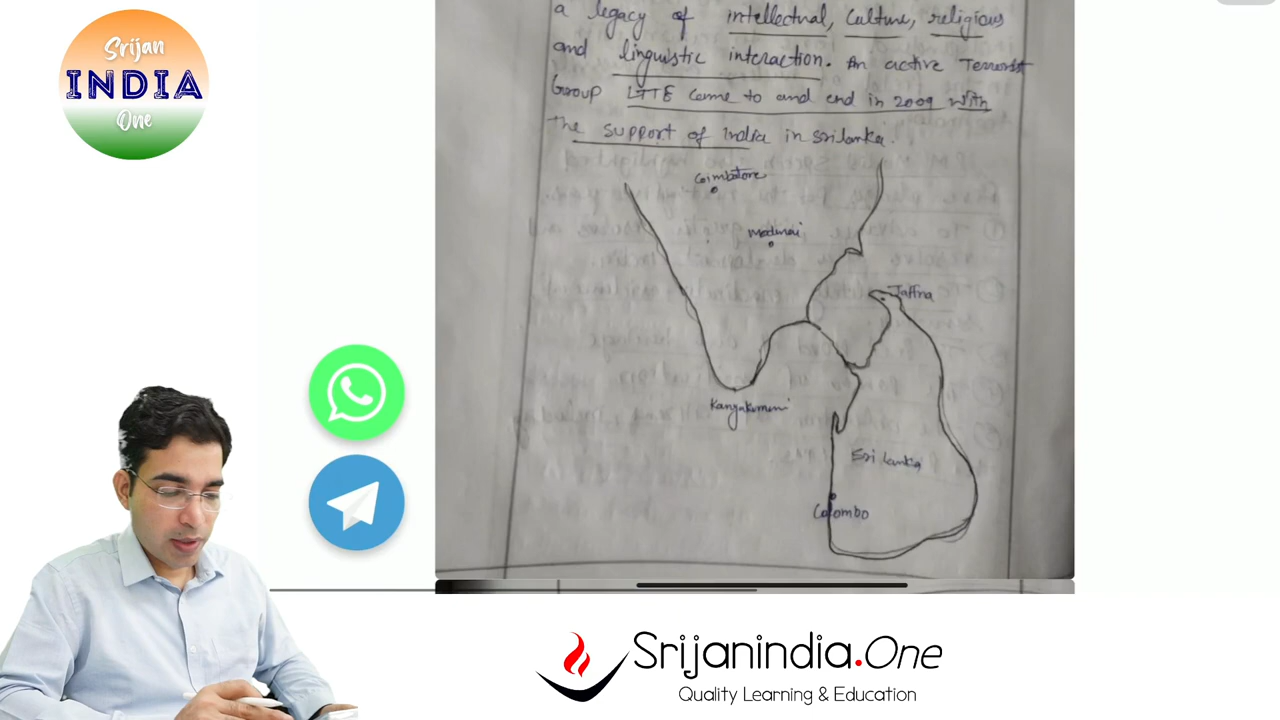 Srijan
INDIA
One
a legacy of intellectual, Culture, religious
and linguistic interaction. An active Terrorist
Group LTTE came to and end in 2009 with
the support of India in Srilanka.
Coimbatore
Madurai
Jaffna
Kanyakumari
Sri lanka
Colombo
Srijanindia.One
Quality Learning & Education